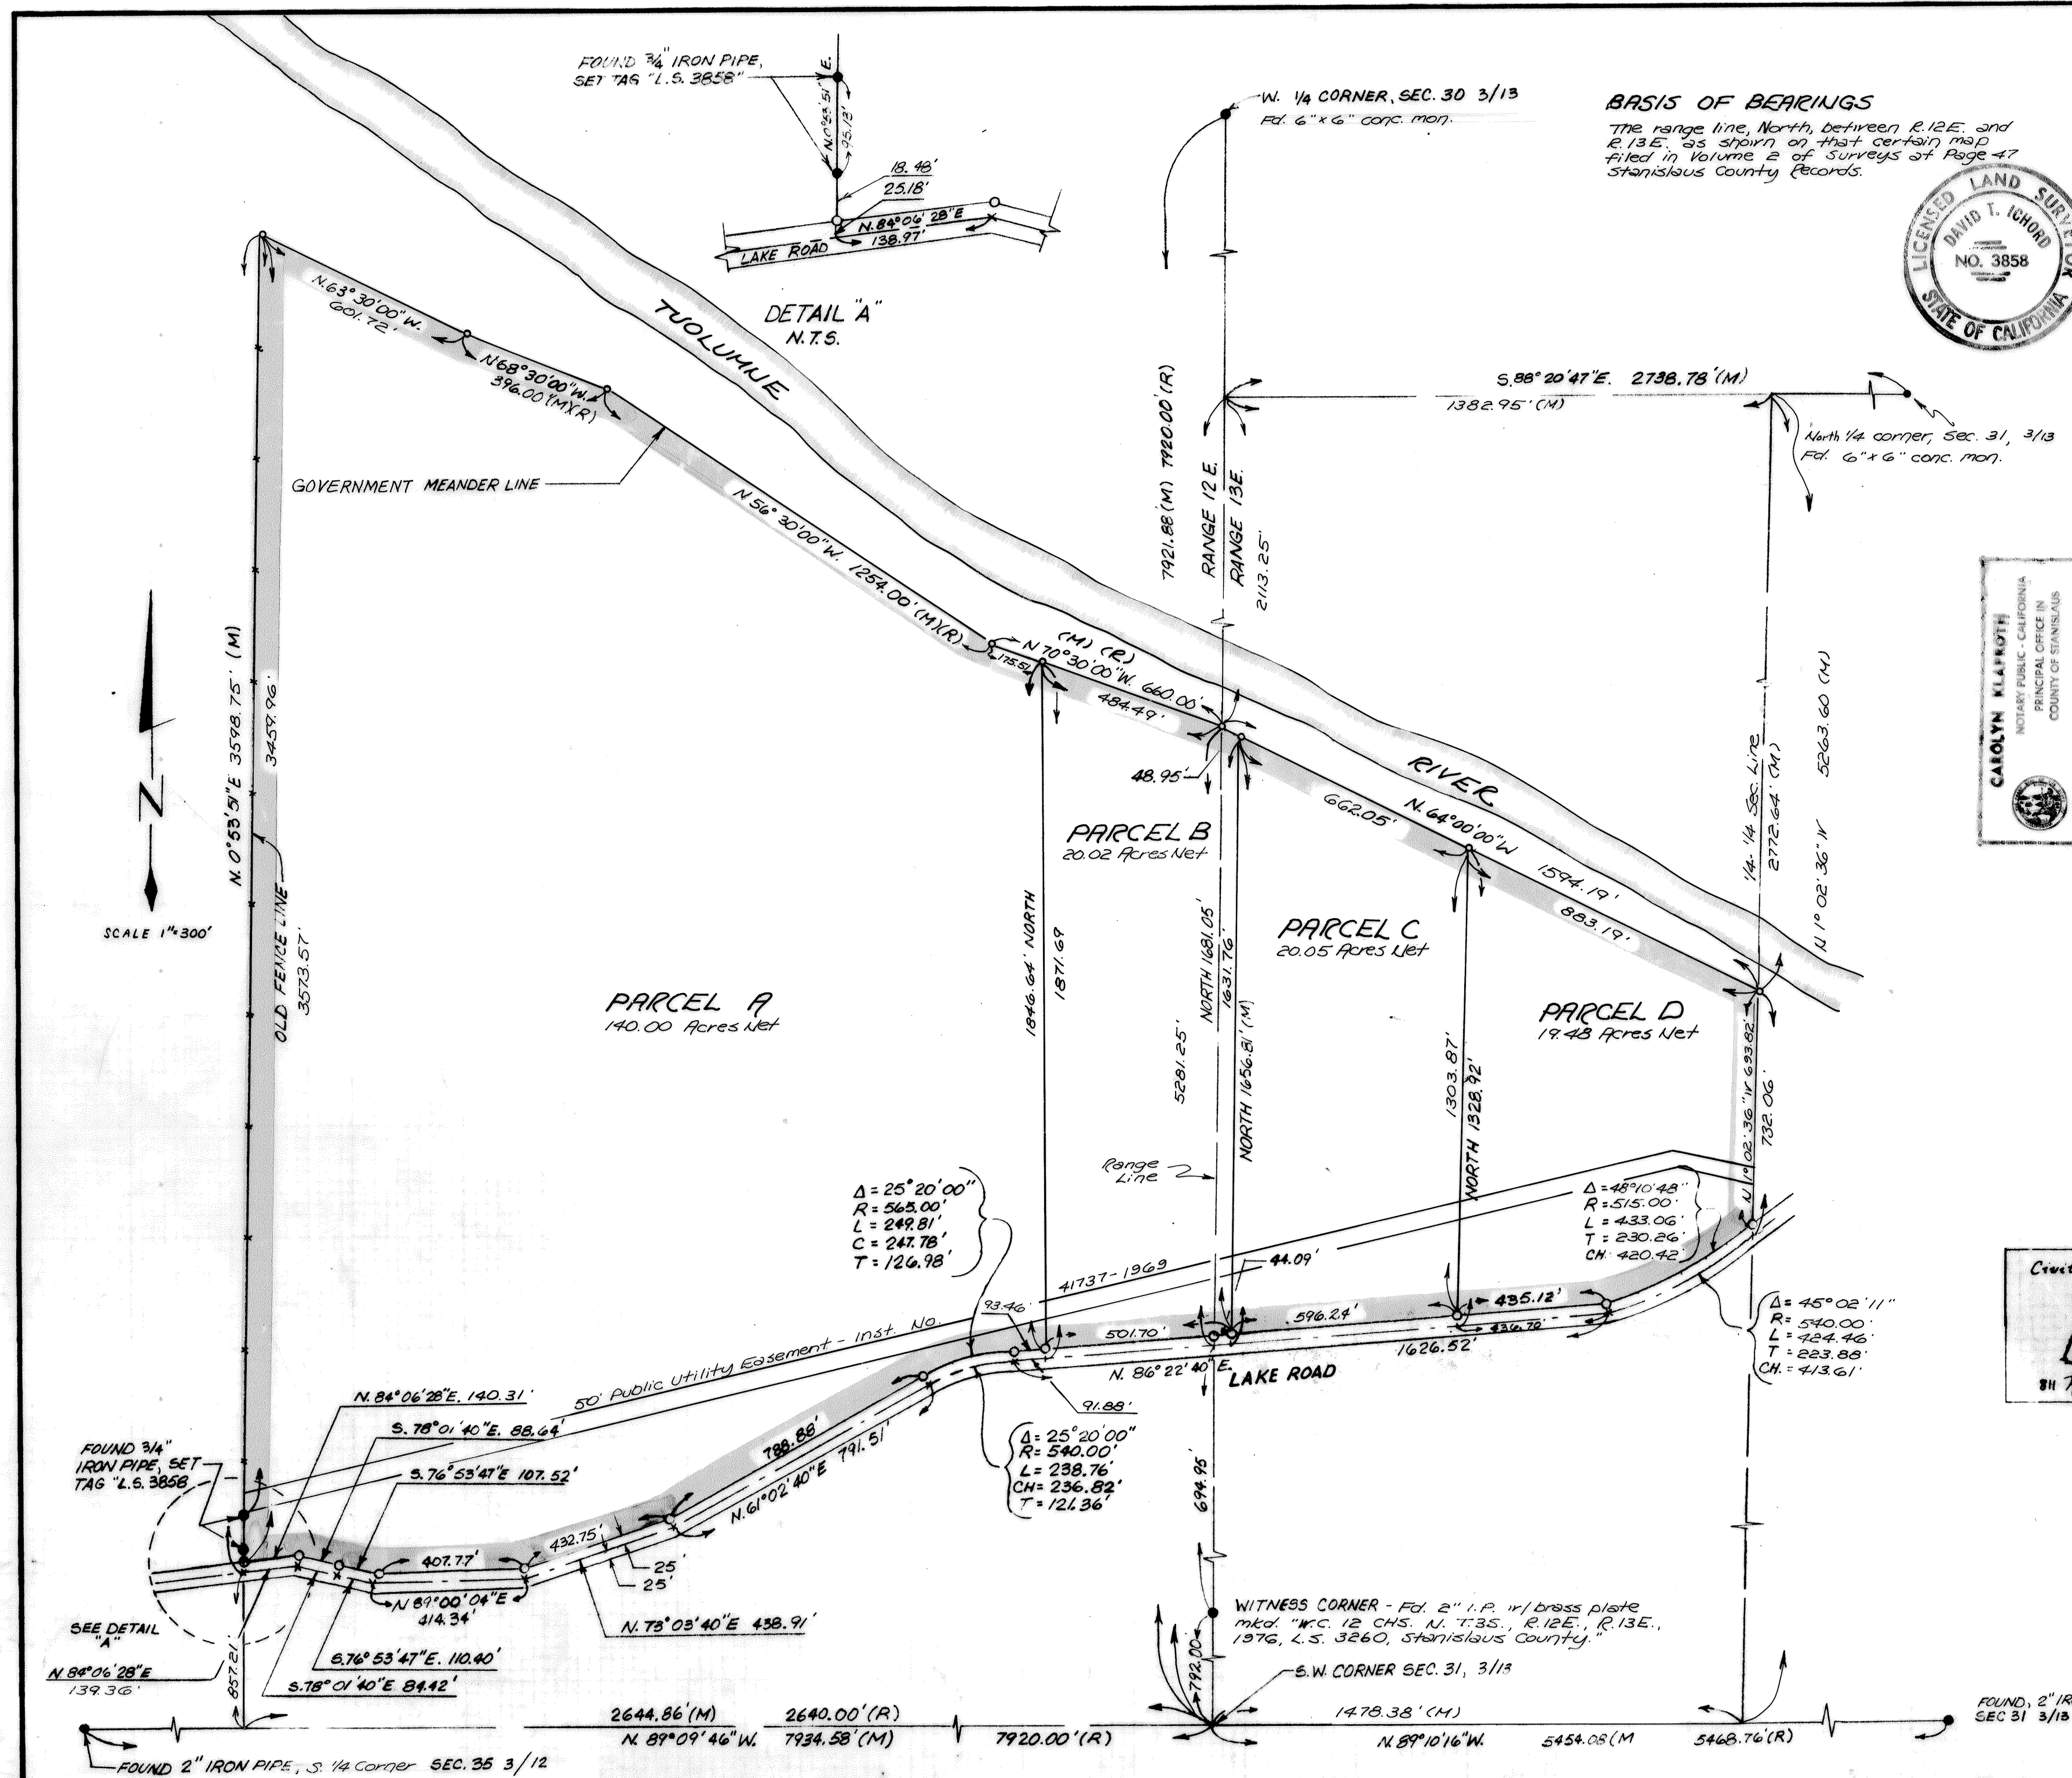 FOUND 3/4" IRON PIPE,
SET TAG "L.S. 3858"
N.0°53'51" E.
95.13'
18.48'
25.18'
N.84°06'28"E
138.97'
LAKE ROAD
DETAIL "A"
N.T.S.
W. 1/4 CORNER, SEC. 30 3/13
Fd. 6" x 6" conc. mon.
BASIS OF BEARINGS
The range line, North, between R.12E. and
R.13E. as shown on that certain map
filed in Volume 2 of Surveys at Page 47
Stanislaus County Records.
LICENSED LAND SURVEYOR
DAVID T. ICHORD
NO. 3858
STATE OF CALIFORNIA
N.63°30'00"W.
601.72'
N68°30'00"W.
396.00'(M)(R)
GOVERNMENT MEANDER LINE
TUOLUMNE
N 56°30'00"W. 1254.00'(M)(R)
7921.88(M) 7920.00'(R)
RANGE 12 E.
RANGE 13E.
2113.25'
S.88°20'47"E. 2738.78'(M)
1382.95'(M)
North 1/4 corner, Sec. 31, 3/13
Fd. 6" x 6" conc. mon.
CAROLYN KLAPROTH
NOTARY PUBLIC - CALIFORNIA
PRINCIPAL OFFICE IN
COUNTY OF STANISLAUS
N. 0°53'51"E 3598.75' (M)
3459.96'
OLD FENCE LINE
3573.57'
SCALE 1"=300'
(M) (R)
N 70°30'00"W. 660.00'
175.51'
484.49'
48.95'
RIVER
662.05'
N. 64°00'00"W
1594.19'
883.19'
1/4-1/4 Sec. Line
2772.64' (M)
N 1°02'36"W 5263.60 (M)
PARCEL A
140.00 Acres Net
PARCEL B
20.02 Acres Net
PARCEL C
20.05 Acres Net
PARCEL D
19.48 Acres Net
1846.64' NORTH
1871.69
5281.25'
NORTH 1681.05'
1631.76'
NORTH 1656.81' (M)
1303.87'
NORTH 1328.92'
N 1°02'36"W 693.82'
732.06'
Range
Line
Δ = 25°20'00"
R = 565.00'
L = 249.81'
C = 247.78'
T = 126.98'
Δ = 48°10'48"
R = 515.00'
L = 433.06'
T = 230.26'
CH. 420.42'
50' Public Utility Easement - Inst. No. 41737-1969
93.46'
501.70'
44.09'
596.24'
435.12'
436.70'
1626.52'
N. 86°22'40" E.
LAKE ROAD
Δ = 45°02'11"
R = 540.00'
L = 424.46'
T = 223.88'
CH. = 413.61'
91.88'
Δ = 25°20'00"
R = 540.00'
L = 238.76'
CH = 236.82'
T = 121.36'
N. 84°06'28"E. 140.31'
S. 78°01'40"E. 88.64'
S. 76°53'47"E 107.52'
FOUND 3/4"
IRON PIPE, SET
TAG "L.S. 3858
788.88'
N. 61°02'40"E 791.51'
432.75'
25'
25'
407.77'
N 89°00'04"E
414.34'
N. 73°03'40"E 438.91'
S.76°53'47"E. 110.40'
S.78°01'40"E 84.42'
SEE DETAIL
"A"
N 84°06'28"E
139.36'
857.21'
694.95'
792.00'
WITNESS CORNER - Fd. 2" I.P. w/ brass plate
mkd. "W.C. 12 CHS. N. T.3S., R.12E., R.13E.,
1976, L.S. 3260, Stanislaus County."
S.W. CORNER SEC. 31, 3/13
2644.86'(M) 2640.00'(R)
N. 89°09'46"W. 7934.58'(M) 7920.00'(R)
1478.38'(M)
N.89°10'16"W. 5454.08(M 5468.76'(R)
FOUND 2" IRON PIPE, S. 1/4 Corner SEC. 35 3/12
FOUND, 2"
SEC 31 3/13